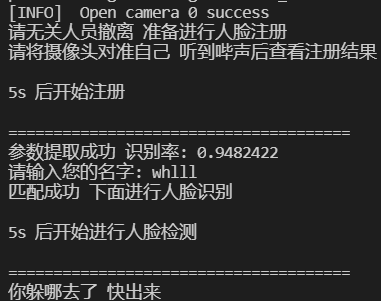 [INFO]  Open camera 0 success
请无关人员撤离 准备进行人脸注册
请将摄像头对准自己 听到哔声后查看注册结果
5s 后开始注册
======================================
参数提取成功 识别率: 0.9482422
请输入您的名字: whlll
匹配成功 下面进行人脸识别
5s 后开始进行人脸检测
======================================
你躲哪去了 快出来